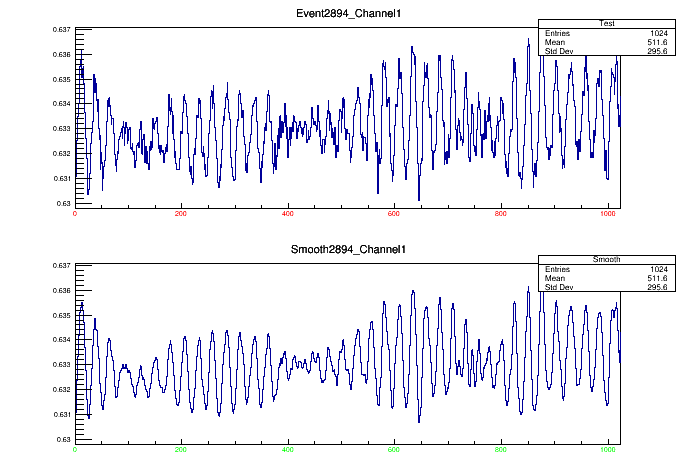 Event2894_Channel1
Test
Entries 1024
Mean 511.6
Std Dev 295.6
0.637
0.636
0.635
0.634
0.633
0.632
0.631
0.63
0 200 400 600 800 1000
Smooth2894_Channel1
Smooth
Entries 1024
Mean 511.6
Std Dev 295.6
0.637
0.636
0.635
0.634
0.633
0.632
0.631
0.63
0 200 400 600 800 1000